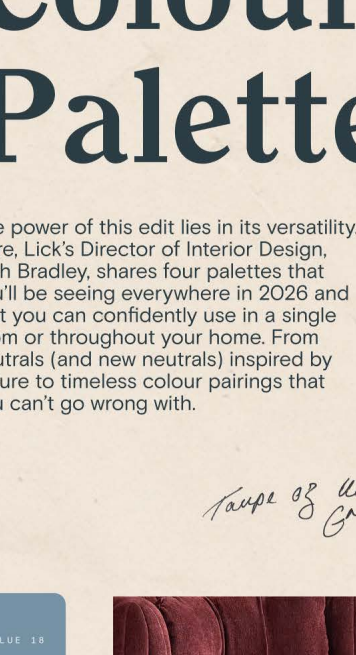 colour
Palette
e power of this edit lies in its versatility.
re, Lick's Director of Interior Design,
h Bradley, shares four palettes that
u'll be seeing everywhere in 2026 and
t you can confidently use in a single
om or throughout your home. From
utrals (and new neutrals) inspired by
ure to timeless colour pairings that
u can't go wrong with.
Taupe 03
LUE 18